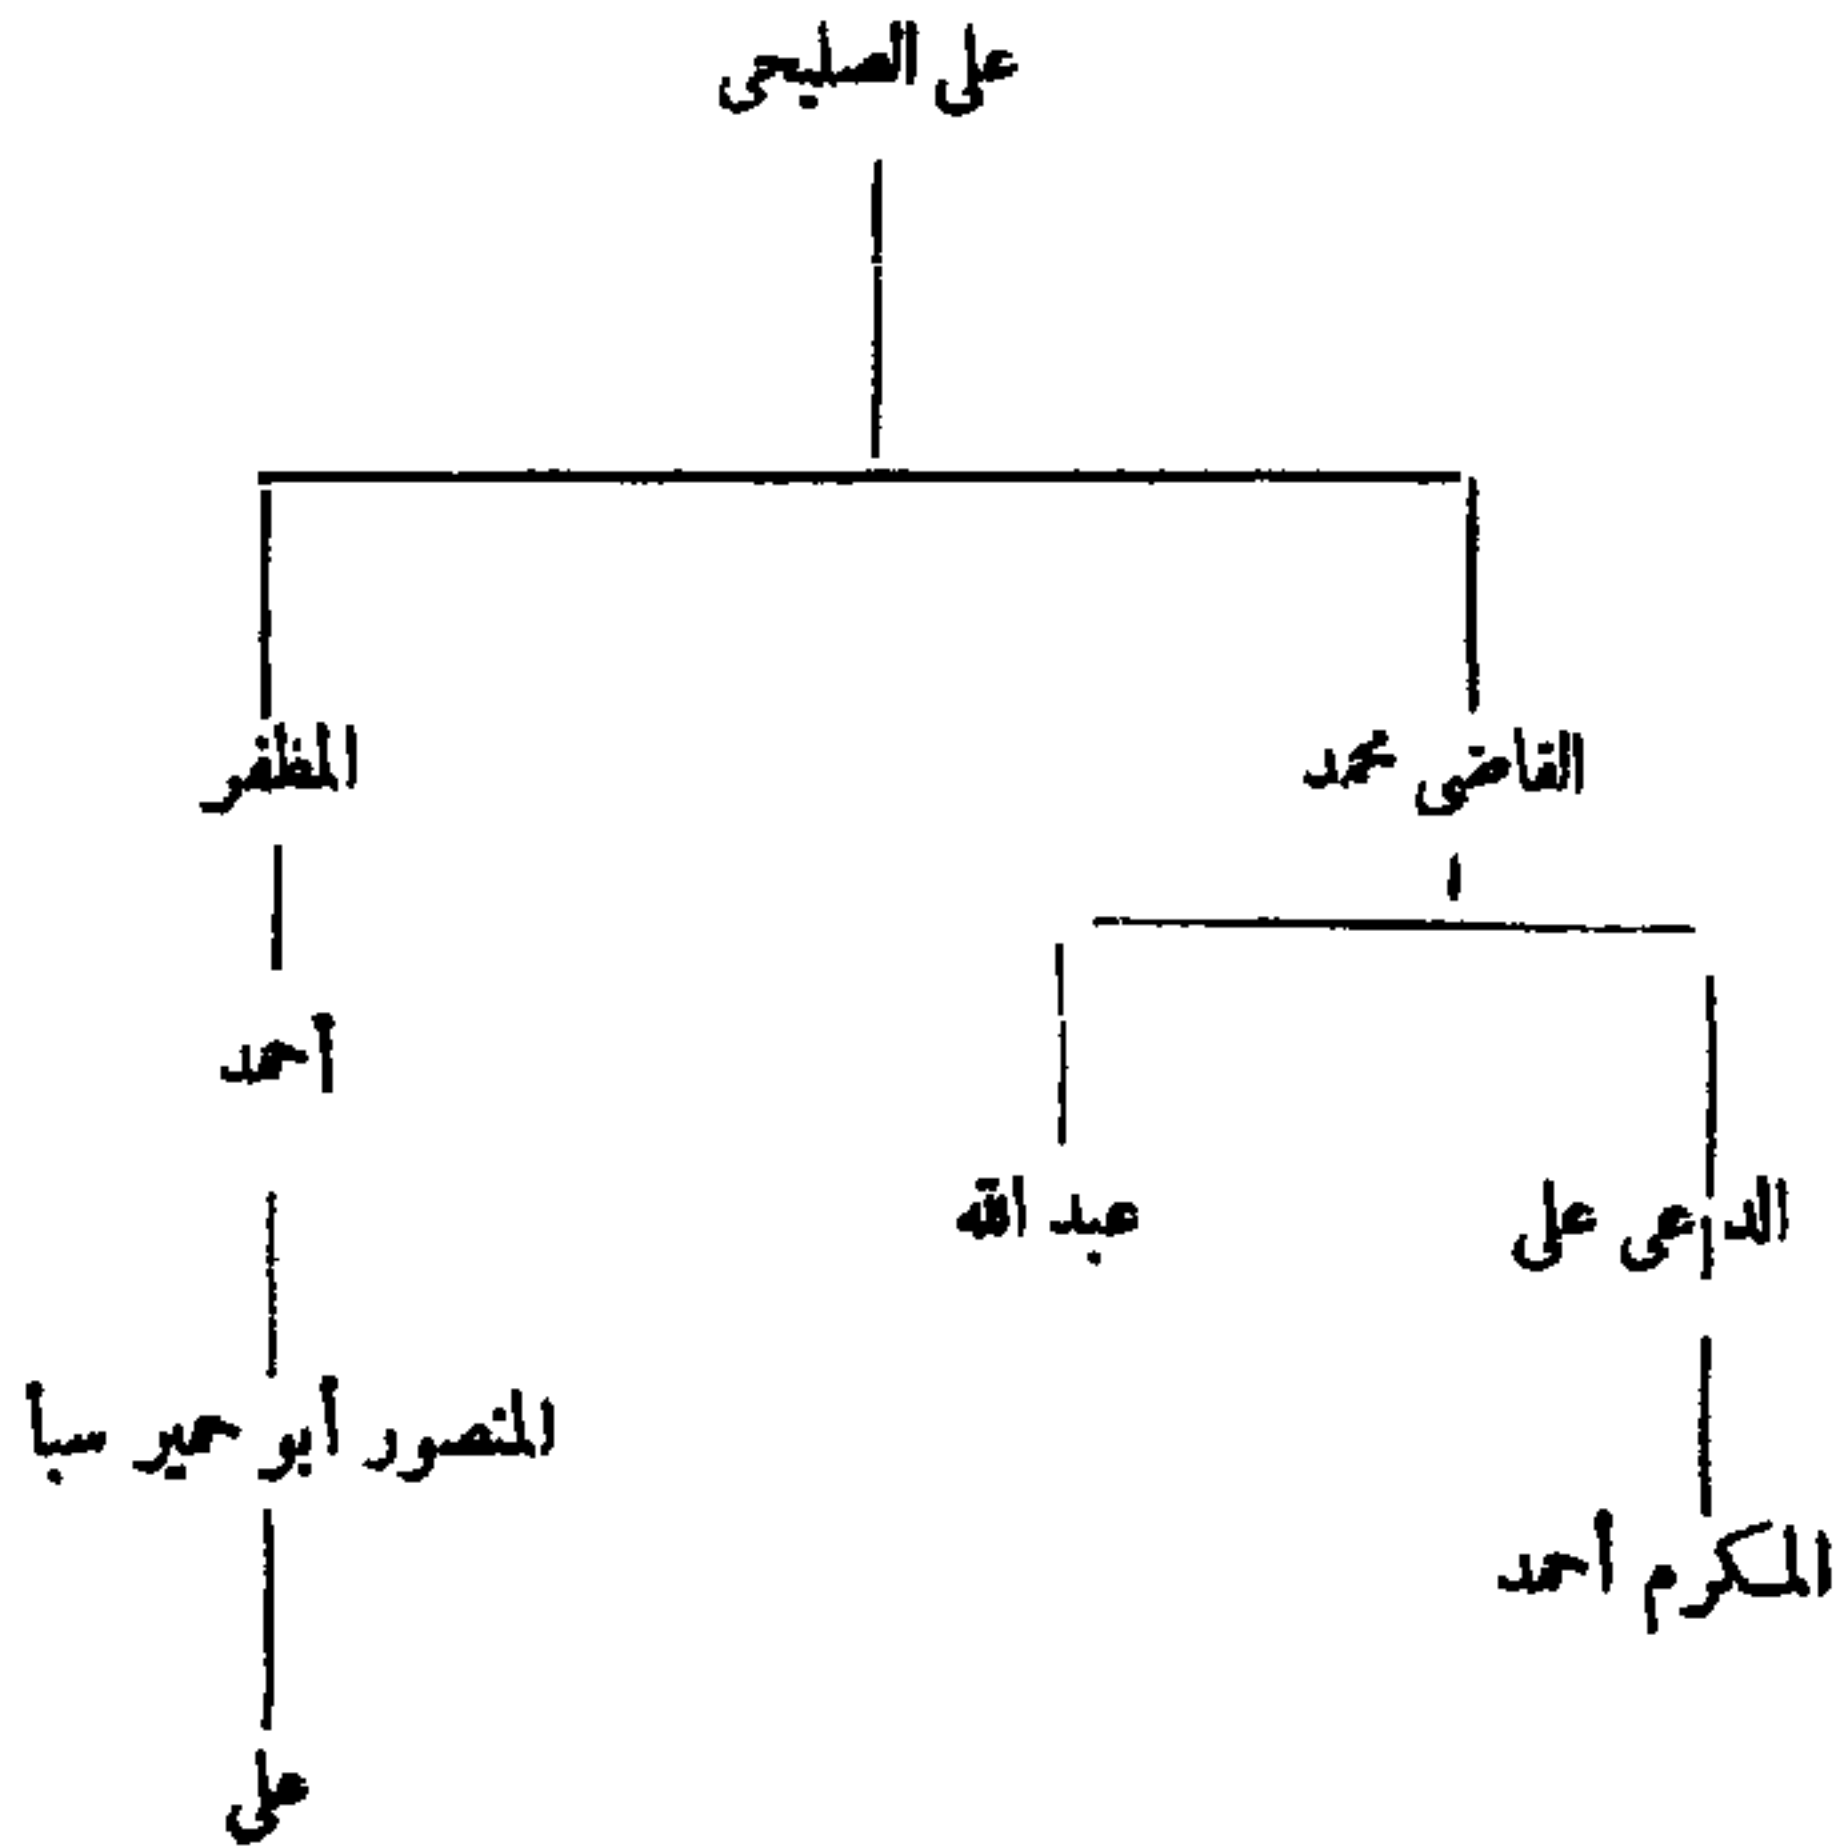 على الصليحى
القاضى محمد
المظفر
أحمد
الداعى على
عبد الله
المنصور أبو حمير سبأ
المكرم أحمد
على